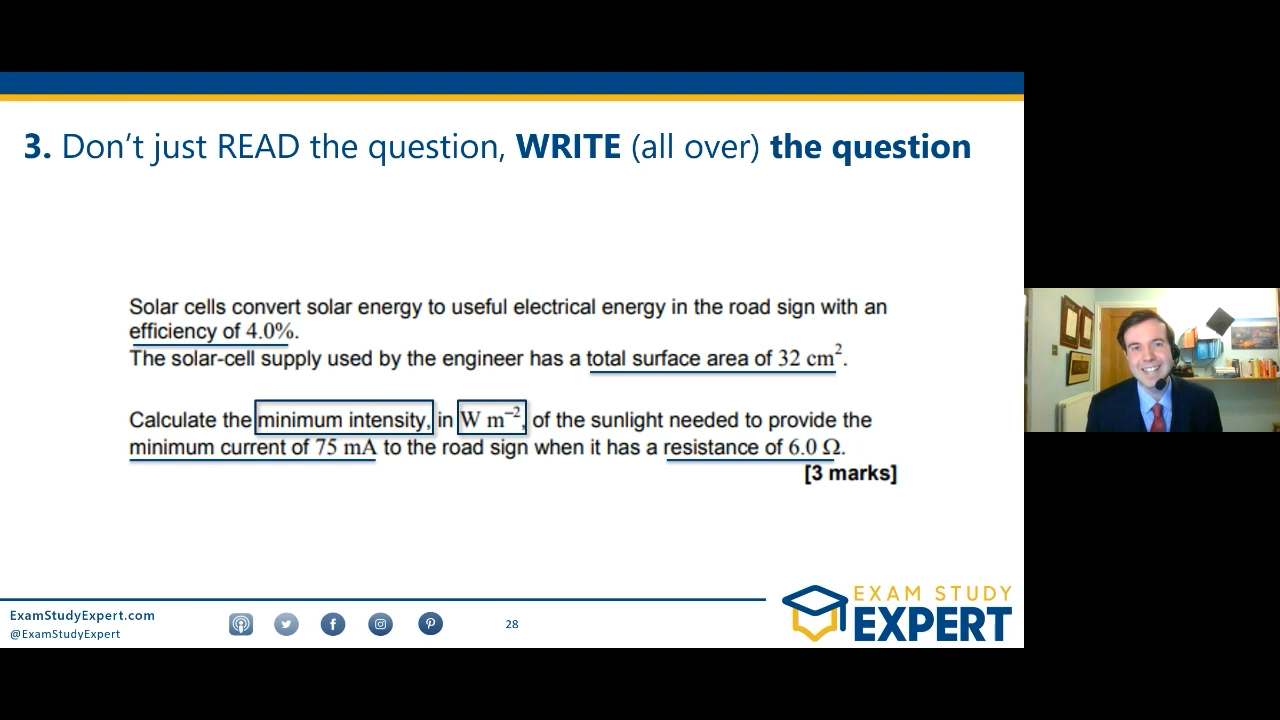 3. Don't just READ the question, WRITE (all over) the question
Solar cells convert solar energy to useful electrical energy in the road sign with an
efficiency of 4.0%.
The solar-cell supply used by the engineer has a total surface area of 32 cm².
Calculate the minimum intensity, in W m⁻², of the sunlight needed to provide the
minimum current of 75 mA to the road sign when it has a resistance of 6.0 Ω.
[3 marks]
ExamStudyExpert.com
@ExamStudyExpert
28
EXAM STUDY
EXPERT